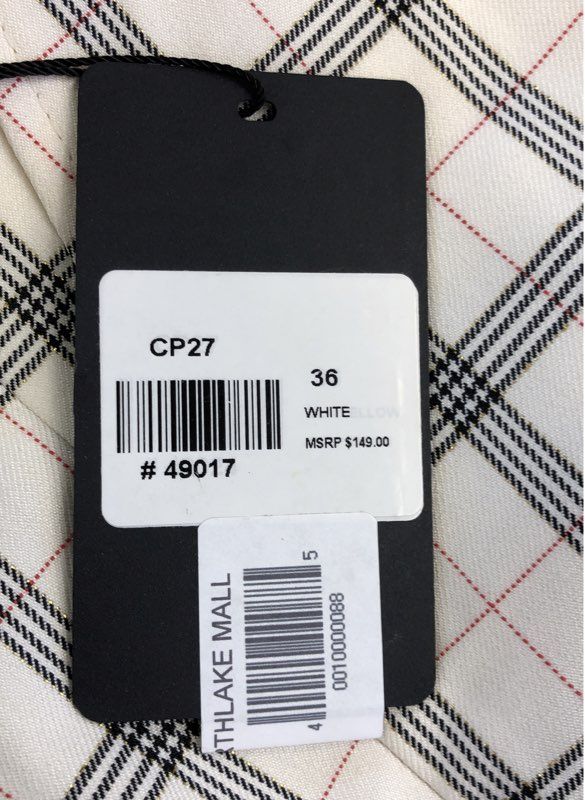 CP27
36
WHITE
MSRP $149.00
# 49017
THLAKE MALL
4 5
0010000088